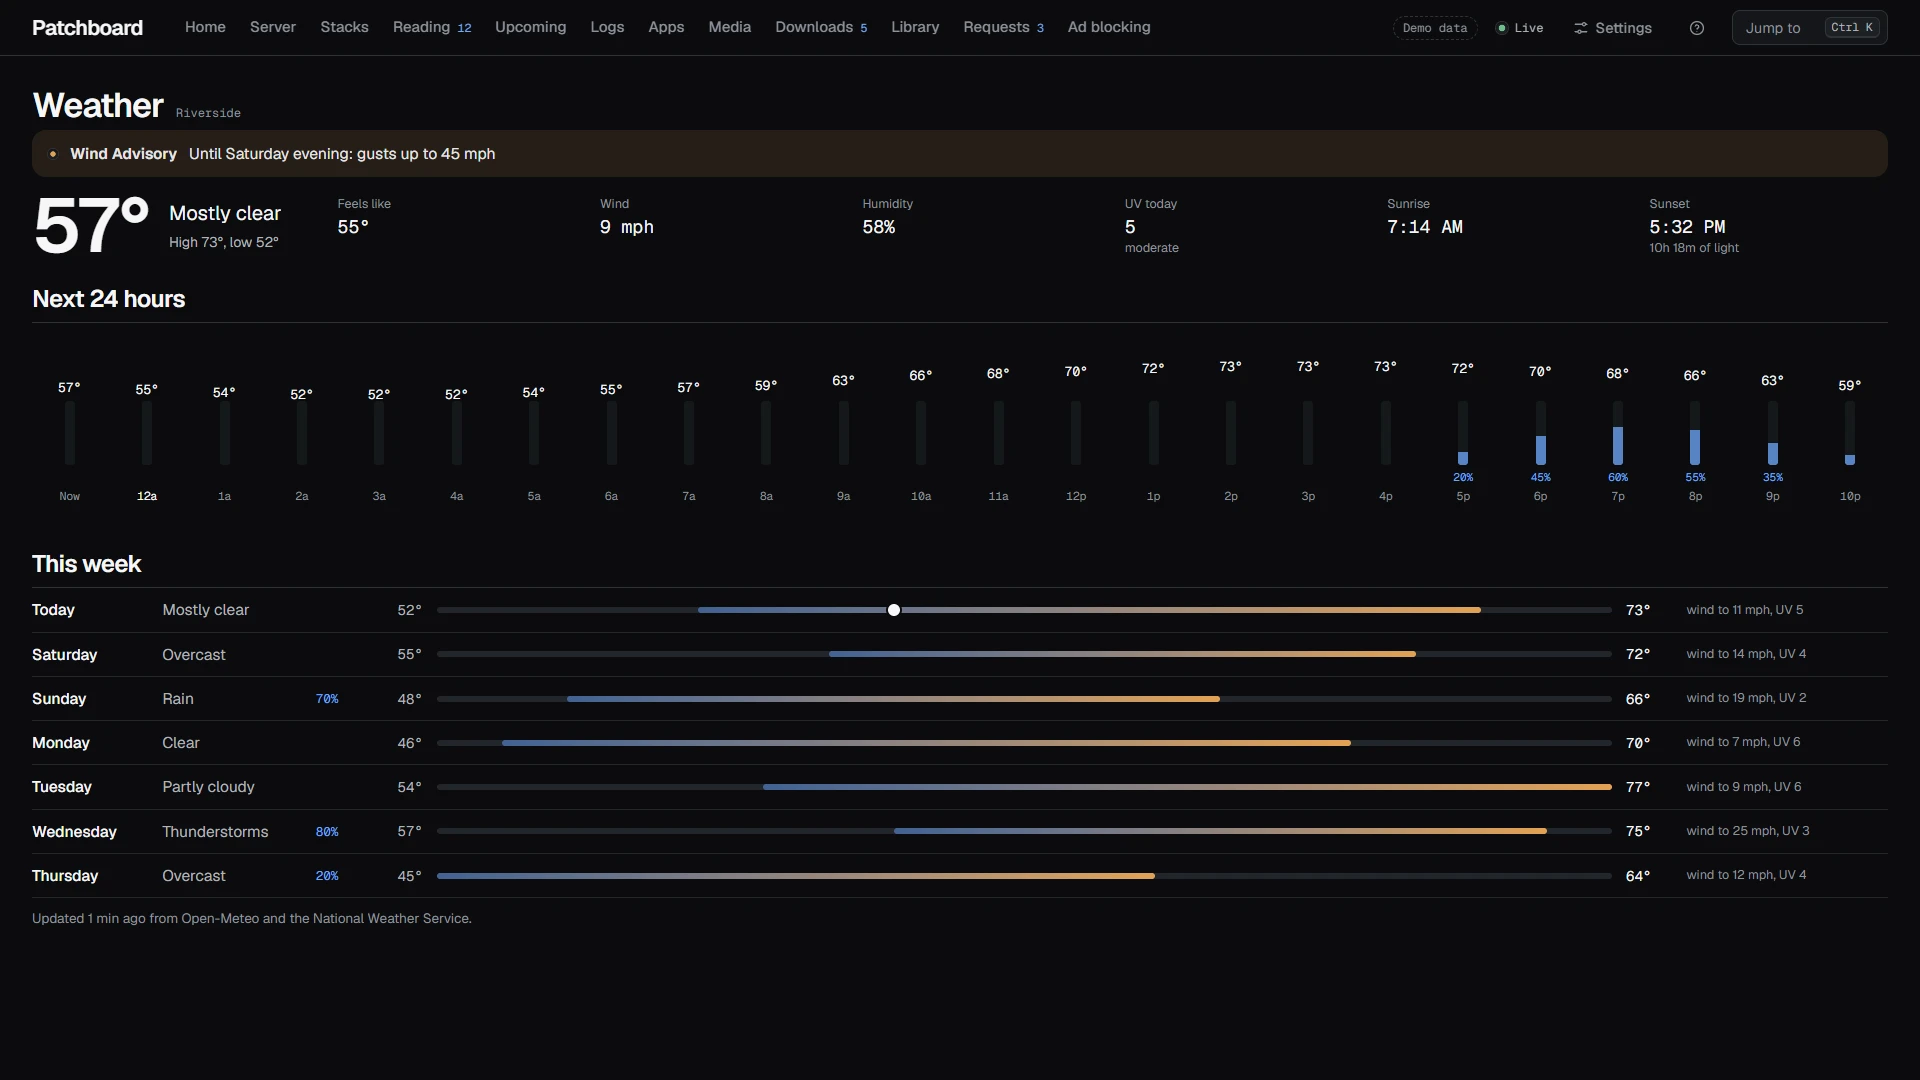 Patchboard Home Server Stacks Reading 12 Upcoming Logs Apps Media Downloads 5 Library Requests 3 Ad blocking Demo data Live Settings Jump to Ctrl K
Weather Riverside
Wind Advisory Until Saturday evening: gusts up to 45 mph
57° Mostly clear
High 73°, low 52°
Feels like
55°
Wind
9 mph
Humidity
58%
UV today
5
moderate
Sunrise
7:14 AM
Sunset
5:32 PM
10h 18m of light
Next 24 hours
57° 55° 54° 52° 52° 52° 54° 55° 57° 59° 63° 66° 68° 70° 72° 73° 73° 73° 72° 70° 68° 66° 63° 59°
20% 45% 60% 55% 35%
Now 12a 1a 2a 3a 4a 5a 6a 7a 8a 9a 10a 11a 12p 1p 2p 3p 4p 5p 6p 7p 8p 9p 10p
This week
Today Mostly clear 52° 73° wind to 11 mph, UV 5
Saturday Overcast 55° 72° wind to 14 mph, UV 4
Sunday Rain 70% 48° 66° wind to 19 mph, UV 2
Monday Clear 46° 70° wind to 7 mph, UV 6
Tuesday Partly cloudy 54° 77° wind to 9 mph, UV 6
Wednesday Thunderstorms 80% 57° 75° wind to 25 mph, UV 3
Thursday Overcast 20% 45° 64° wind to 12 mph, UV 4
Updated 1 min ago from Open-Meteo and the National Weather Service.